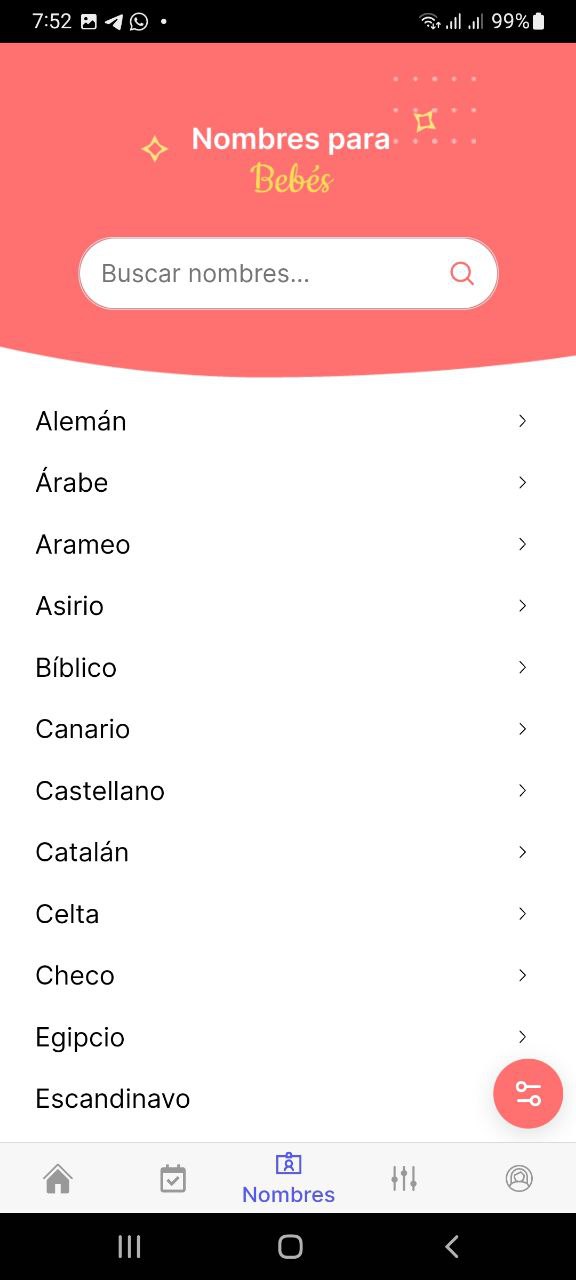 7:52
99%
Nombres para
Bebés
Buscar nombres...
Alemán
Árabe
Arameo
Asirio
Bíblico
Canario
Castellano
Catalán
Celta
Checo
Egipcio
Escandinavo
Nombres